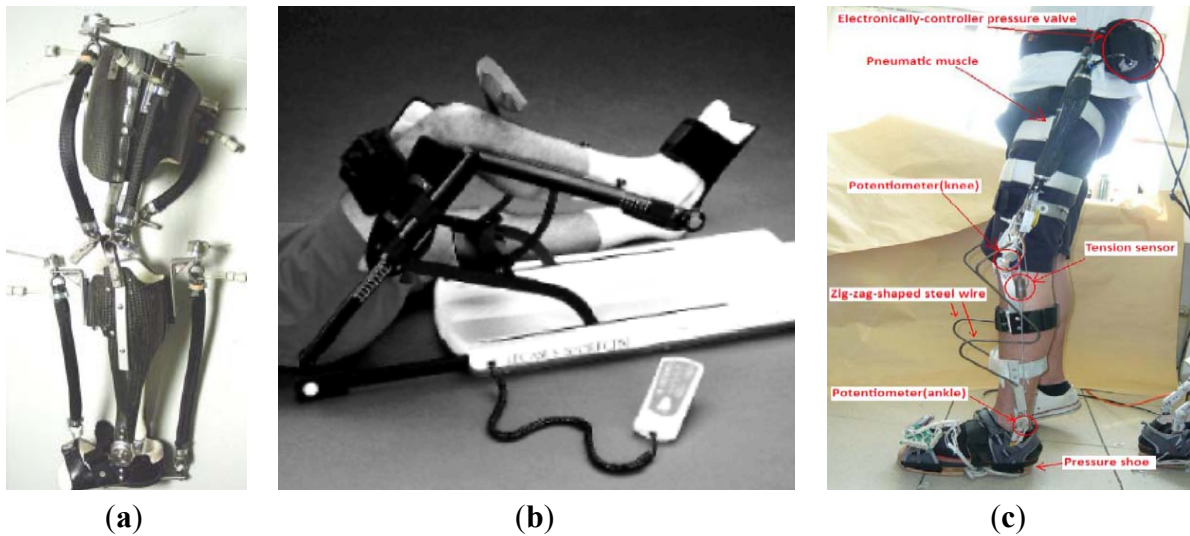 Electronically-controller pressure valve
Pneumatic muscle
Potentiometer(knee)
Tension sensor
Zig-zag-shaped steel wire
Potentiometer(ankle)
Pressure shoe
(a) (b) (c)